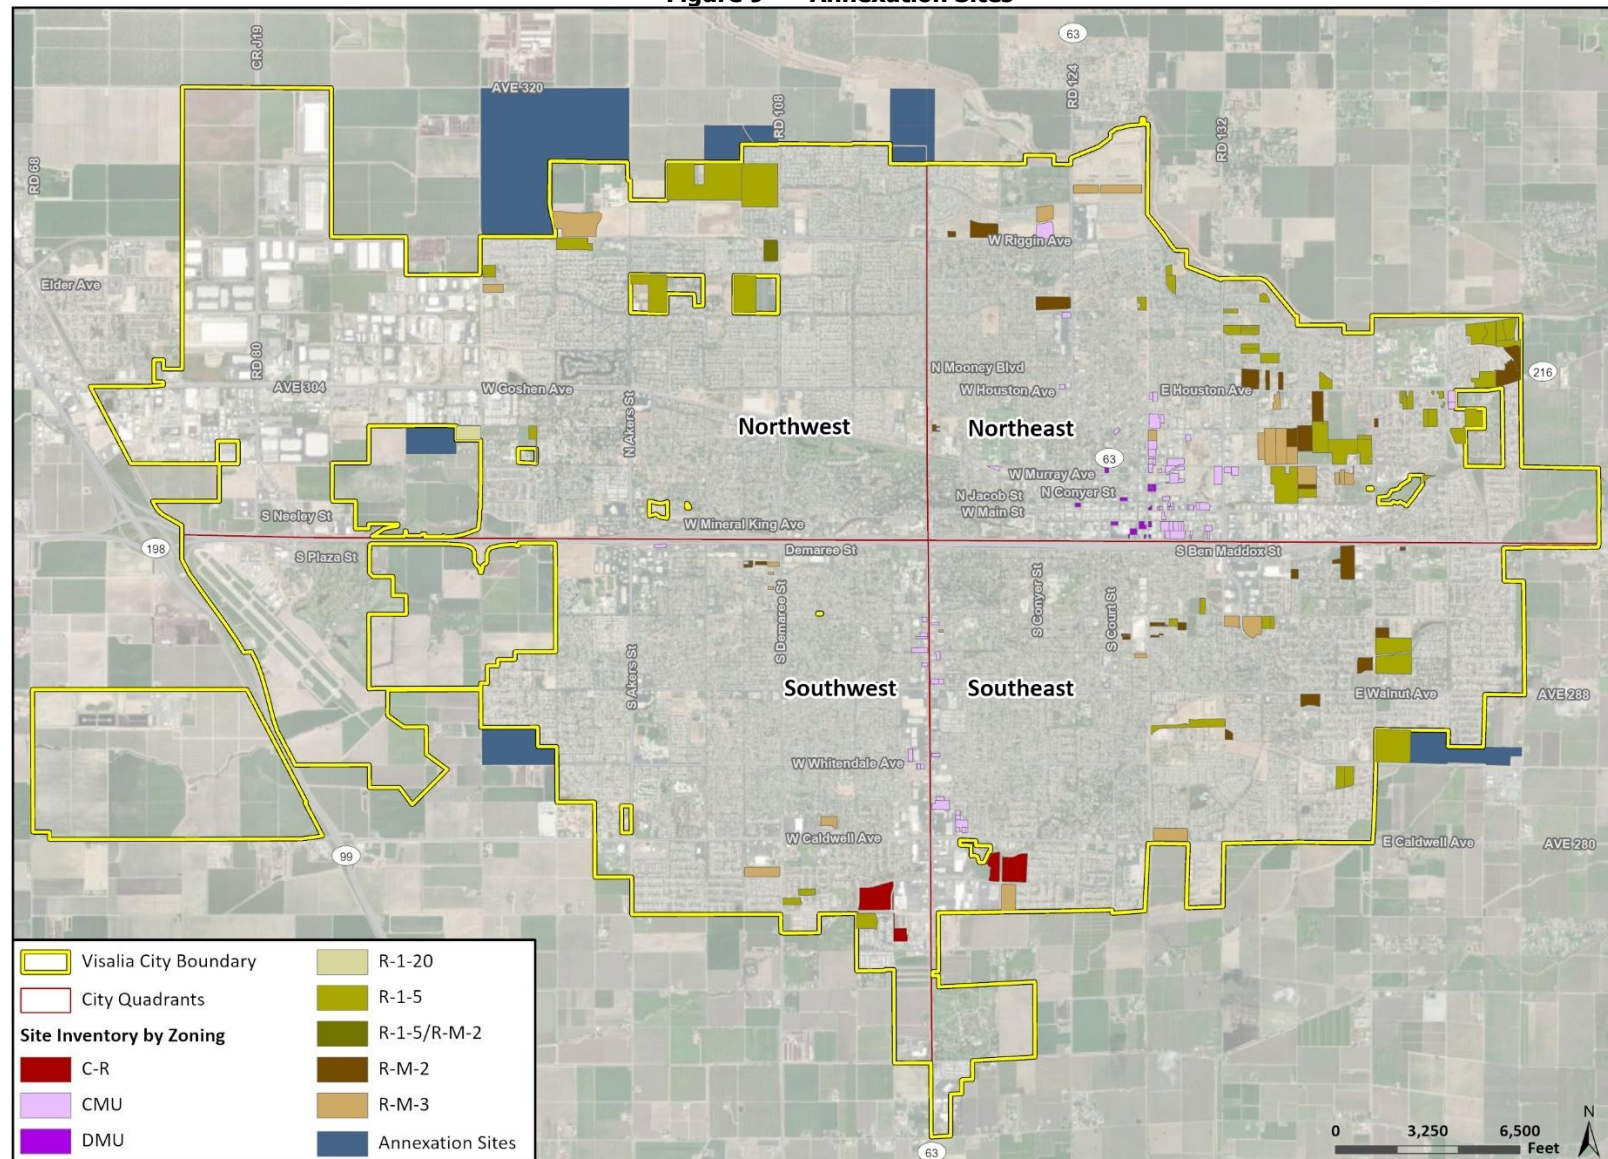 Figure 9 Annexation Sites
63
CR J19
RD 124
AVE 320
RD 108
RD 132
RD 68
W Riggin Ave
Elder Ave
RD 80
N Mooney Blvd
216
AVE 304
W Goshen Ave
W Houston Ave
E Houston Ave
N Akers St
Northwest
Northeast
63
W Murray Ave
N Jacob St
N Conyer St
W Main St
S Neeley St
W Mineral King Ave
198
S Plaza St
Demaree St
S Ben Maddox St
S Demaree St
S Conyer St
S Court St
S Akers St
Southwest
Southeast
E Walnut Ave
AVE 288
W Whitendale Ave
W Caldwell Ave
E Caldwell Ave
AVE 280
99
Visalia City Boundary
City Quadrants
Site Inventory by Zoning
C-R
CMU
DMU
R-1-20
R-1-5
R-1-5/R-M-2
R-M-2
R-M-3
Annexation Sites
63
0 3,250 6,500
Feet
N